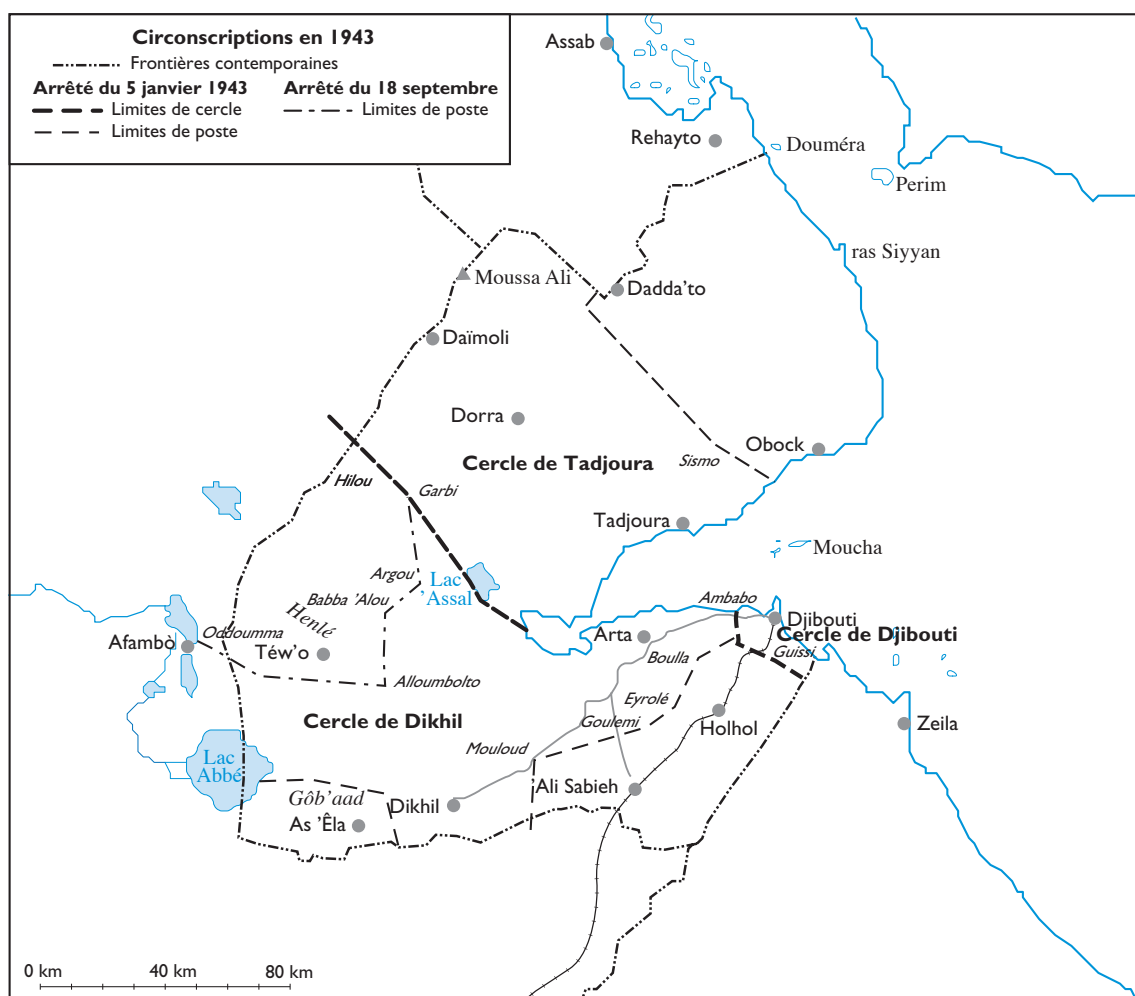 Circonscriptions en 1943
Frontières contemporaines
Arrêté du 5 janvier 1943
Arrêté du 18 septembre
Limites de cercle
Limites de poste
Limites de poste
Assab
Rehayto
Douméra
Perim
ras Siyyan
Moussa Ali
Dadda'to
Daïmoli
Dorra
Obock
Cercle de Tadjoura
Sismo
Hilou
Garbi
Tadjoura
Moucha
Argou
Lac
'Assal
Babba 'Alou
Ambabo
Henlé
Oddoumma
Djibouti
Afambò
Arta
Cercle de Djibouti
Téw'o
Boulla
Guissi
Alloumbolto
Eyrolé
Cercle de Dikhil
Goulemi
Holhol
Zeila
Mouloud
Lac
Abbé
Ali Sabieh
Gôb'aad
Dikhil
As 'Êla
0 km
40 km
80 km